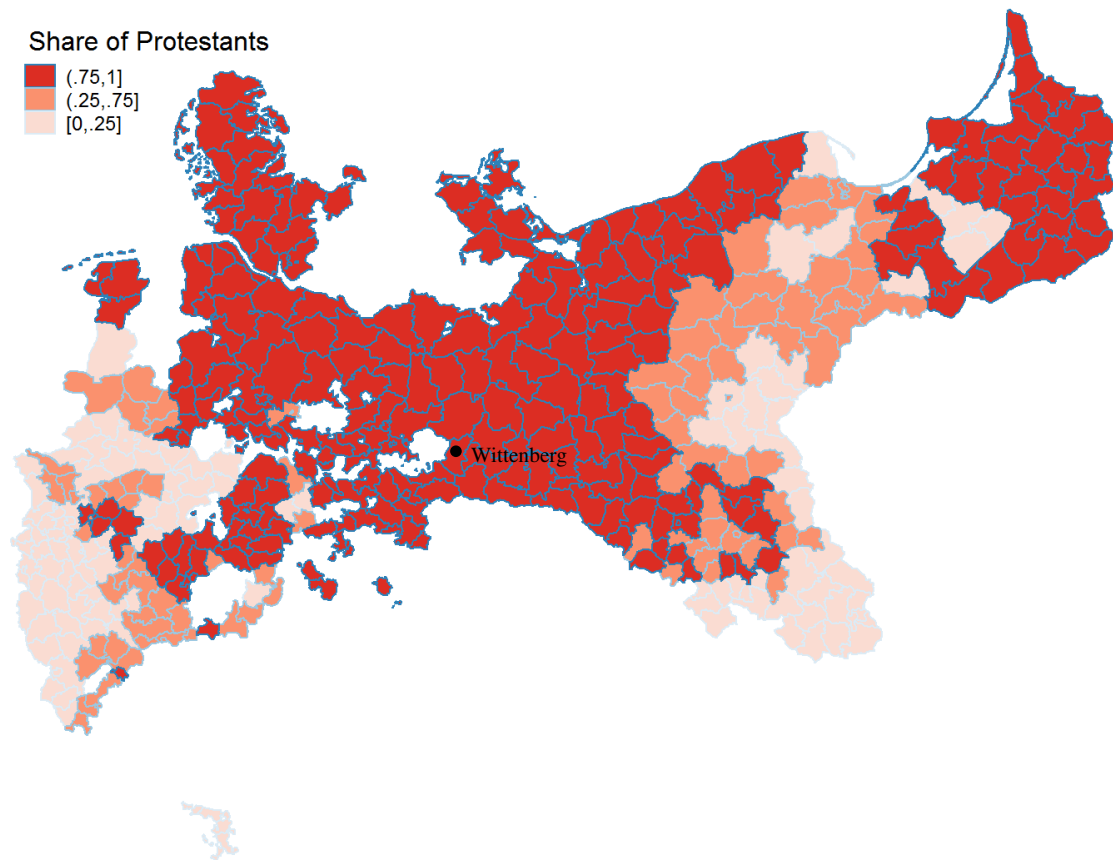 Share of Protestants
(.75,1]
(.25,.75]
[0,.25]
Wittenberg